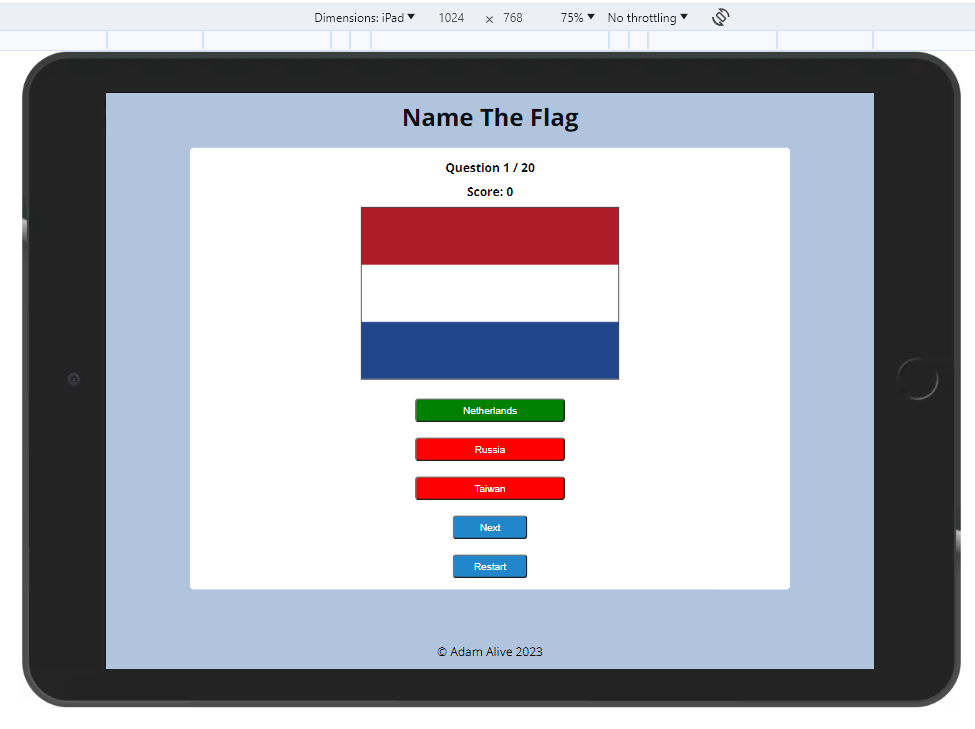 Dimensions: iPad ▼ 1024 × 768 75% ▼ No throttling ▼
Name The Flag
Question 1 / 20
Score: 0
Netherlands
Russia
Taiwan
Next
Restart
© Adam Alive 2023